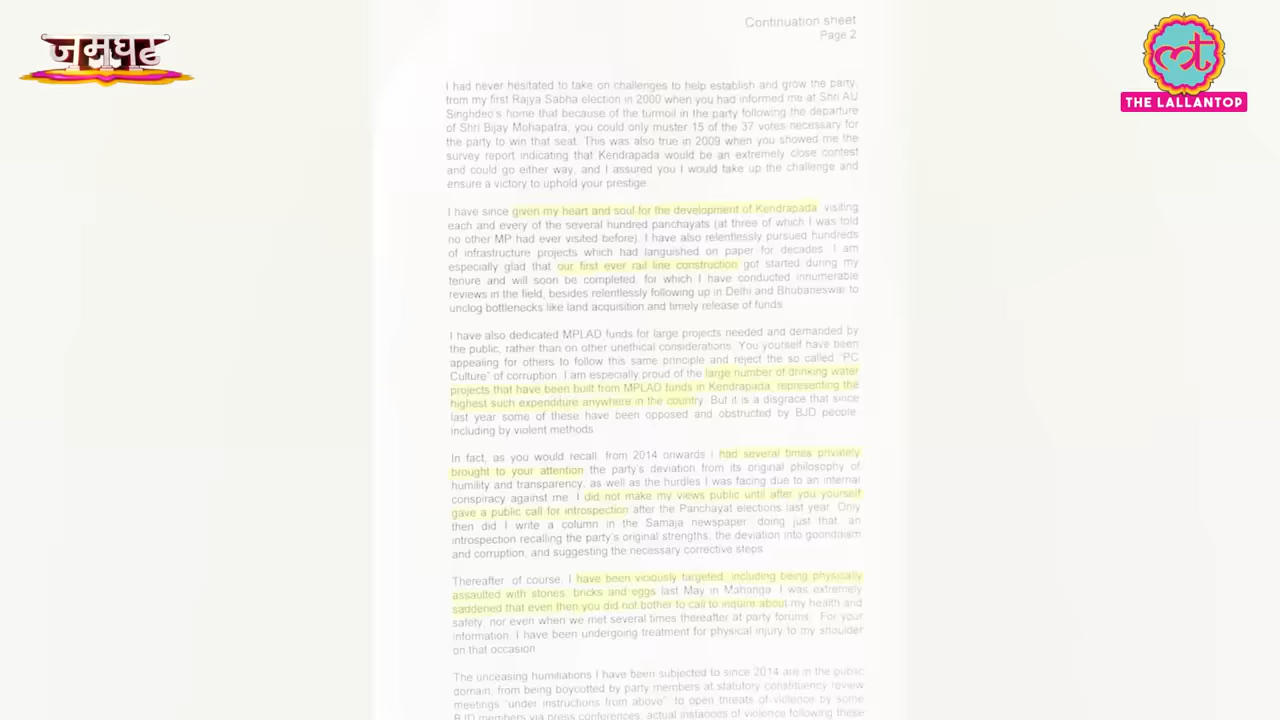 जमघट
lt
THE LALLANTOP
Continuation sheet
Page 2
I had never hesitated to take on challenges to help establish and grow the party,
from my first Rajya Sabha election in 2000 when you had informed me at Shri AU
Singhdeo's home that because of the turmoil in the party following the departure
of Shri Bijay Mohapatra, you could only muster 15 of the 37 votes necessary for
the party to win that seat. This was also true in 2009 when you showed me the
survey report indicating that Kendrapada would be an extremely close contest
and could go either way, and I assured you I would take up the challenge and
ensure a victory to uphold your prestige.
I have since given my heart and soul for the development of Kendrapada, visiting
each and every of the several hundred panchayats (at three of which I was told
no other MP had ever visited before). I have also relentlessly pursued hundreds
of infrastructure projects which had languished on paper for decades. I am
especially glad that our first ever rail line construction got started during my
tenure and will soon be completed, for which I have conducted innumerable
reviews in the field, besides relentlessly following up in Delhi and Bhubaneswar to
unclog bottlenecks like land acquisition and timely release of funds.
I have also dedicated MPLAD funds for large projects needed and demanded by
the public, rather than on other unethical considerations. You yourself have been
appealing for others to follow this same principle and reject the so called "PC
Culture" of corruption. I am especially proud of the large number of drinking water
projects that have been built from MPLAD funds in Kendrapada, representing the
highest such expenditure anywhere in the country. But it is a disgrace that since
last year some of these have been opposed and obstructed by BJD people,
including by violent methods.
In fact, as you would recall, from 2014 onwards I had several times privately
brought to your attention the party's deviation from its original philosophy of
humility and transparency, as well as the hurdles I was facing due to an internal
conspiracy against me. I did not make my views public until after you yourself
gave a public call for introspection after the Panchayat elections last year. Only
then did I write a column in the Samaja newspaper, doing just that, an
introspection recalling the party's original strengths, the deviation into goondaism
and corruption, and suggesting the necessary corrective steps.
Thereafter of course, I have been viciously targeted, including being physically
assaulted with stones, bricks and eggs last May in Mahanga. I was extremely
saddened that even then you did not bother to call to inquire about my health and
safety, nor even when we met several times thereafter at party forums. For your
information, I have been undergoing treatment for physical injury to my shoulder
on that occasion.
The unceasing humiliations I have been subjected to since 2014 are in the public
domain, from being boycotted by party members at statutory constituency review
meetings "under instructions from above" to open threats of violence by some
BJD members via press conferences, actual instances of violence following these